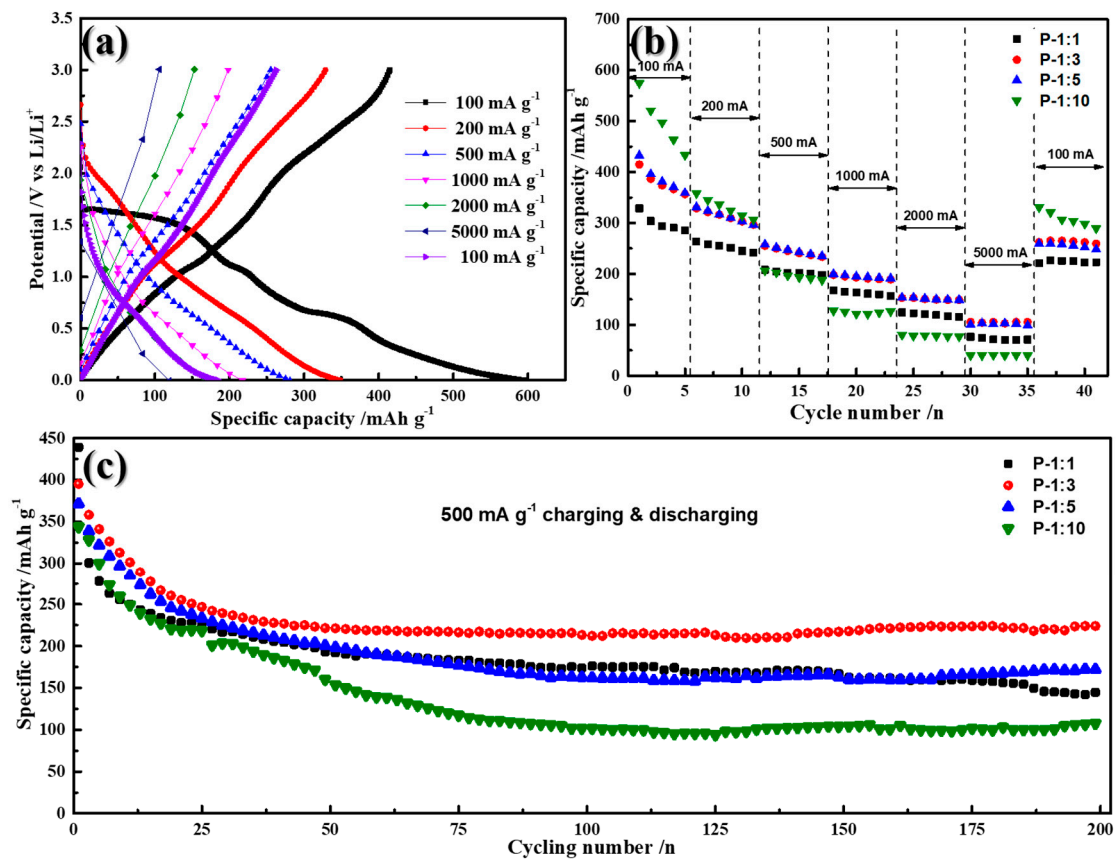 (a)
3.5
3.0
2.5
2.0
1.5
1.0
0.5
0.0
Potential /V vs Li/Li⁺
0
100
200
300
400
500
600
Specific capacity /mAh g⁻¹
100 mA g⁻¹
200 mA g⁻¹
500 mA g⁻¹
1000 mA g⁻¹
2000 mA g⁻¹
5000 mA g⁻¹
100 mA g⁻¹
(b)
700
600
500
400
300
200
100
0
Specific capacity /mAh g⁻¹
0
5
10
15
20
25
30
35
40
Cycle number /n
100 mA
200 mA
500 mA
1000 mA
2000 mA
5000 mA
100 mA
P-1:1
P-1:3
P-1:5
P-1:10
(c)
450
400
350
300
250
200
150
100
50
0
Specific capacity /mAh g⁻¹
500 mA g⁻¹ charging & discharging
P-1:1
P-1:3
P-1:5
P-1:10
0
25
50
75
100
125
150
175
200
Cycling number /n